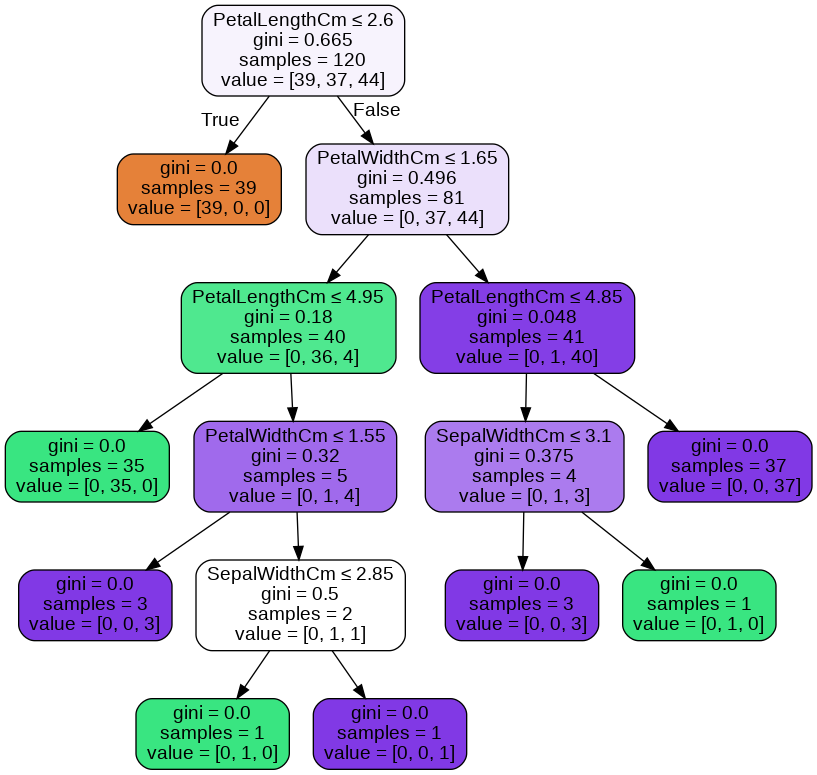 PetalLengthCm ≤ 2.6
gini = 0.665
samples = 120
value = [39, 37, 44]
True
False
gini = 0.0
samples = 39
value = [39, 0, 0]
PetalWidthCm ≤ 1.65
gini = 0.496
samples = 81
value = [0, 37, 44]
PetalLengthCm ≤ 4.95
gini = 0.18
samples = 40
value = [0, 36, 4]
PetalLengthCm ≤ 4.85
gini = 0.048
samples = 41
value = [0, 1, 40]
gini = 0.0
samples = 35
value = [0, 35, 0]
PetalWidthCm ≤ 1.55
gini = 0.32
samples = 5
value = [0, 1, 4]
SepalWidthCm ≤ 3.1
gini = 0.375
samples = 4
value = [0, 1, 3]
gini = 0.0
samples = 37
value = [0, 0, 37]
gini = 0.0
samples = 3
value = [0, 0, 3]
SepalWidthCm ≤ 2.85
gini = 0.5
samples = 2
value = [0, 1, 1]
gini = 0.0
samples = 3
value = [0, 0, 3]
gini = 0.0
samples = 1
value = [0, 1, 0]
gini = 0.0
samples = 1
value = [0, 1, 0]
gini = 0.0
samples = 1
value = [0, 0, 1]